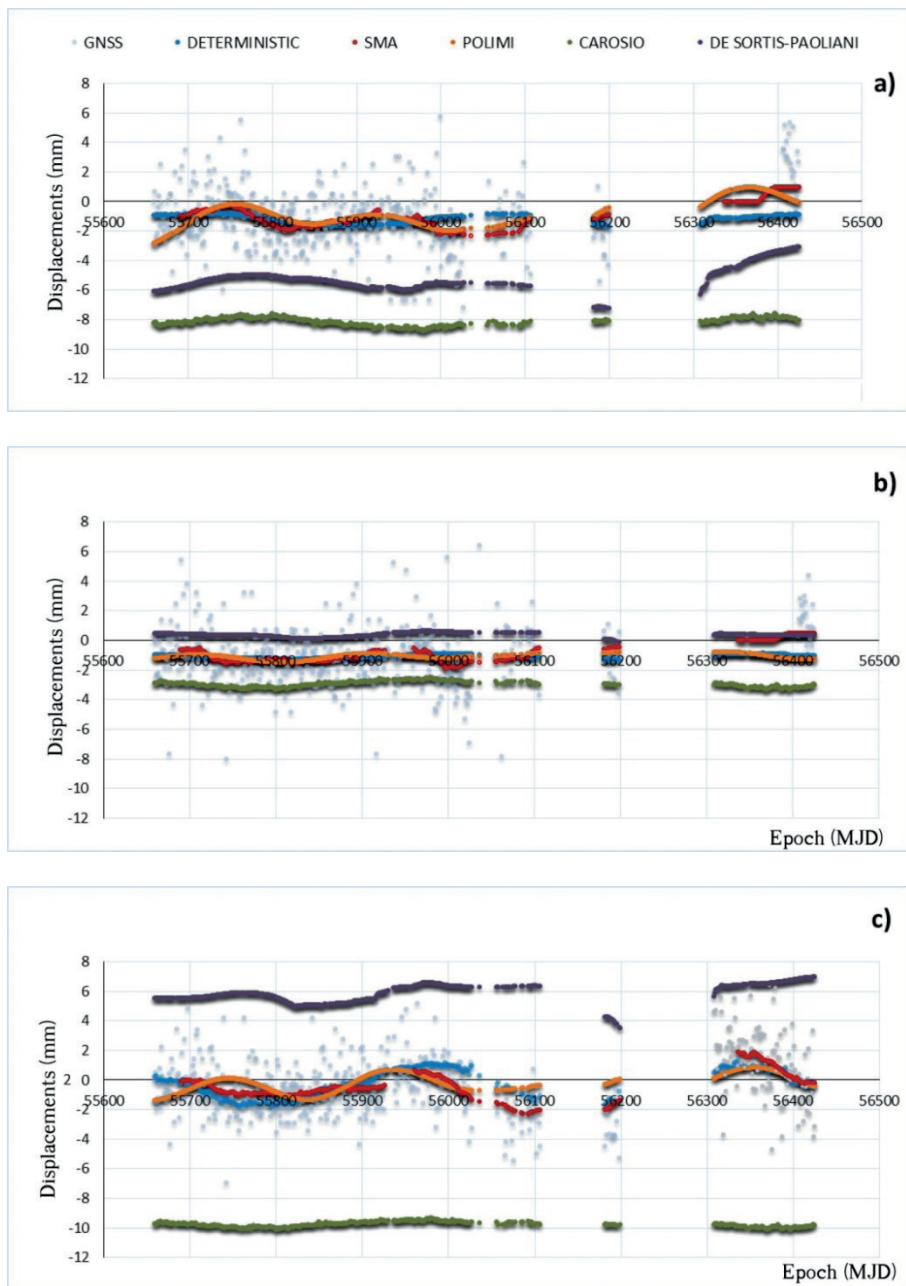 GNSS DETERMINISTIC SMA POLIMI CAROSIO DE SORTIS-PAOLIANI
a)
Displacements (mm)
8
6
4
2
0
55600 55700 55800 55900 56000 56100 56200 56300 56400 56500
-2
-4
-6
-8
-10
-12
b)
Displacements (mm)
8
6
4
2
0
55600 55700 55800 55900 56000 56100 56200 56300 56400 56500
-2
-4
-6
-8
-10
-12
Epoch (MJD)
c)
Displacements (mm)
8
6
4
2
2 0
55600 55700 55800 55900 56000 56100 56200 56300 56400 56500
-2
-4
-6
-8
-10
-12
Epoch (MJD)